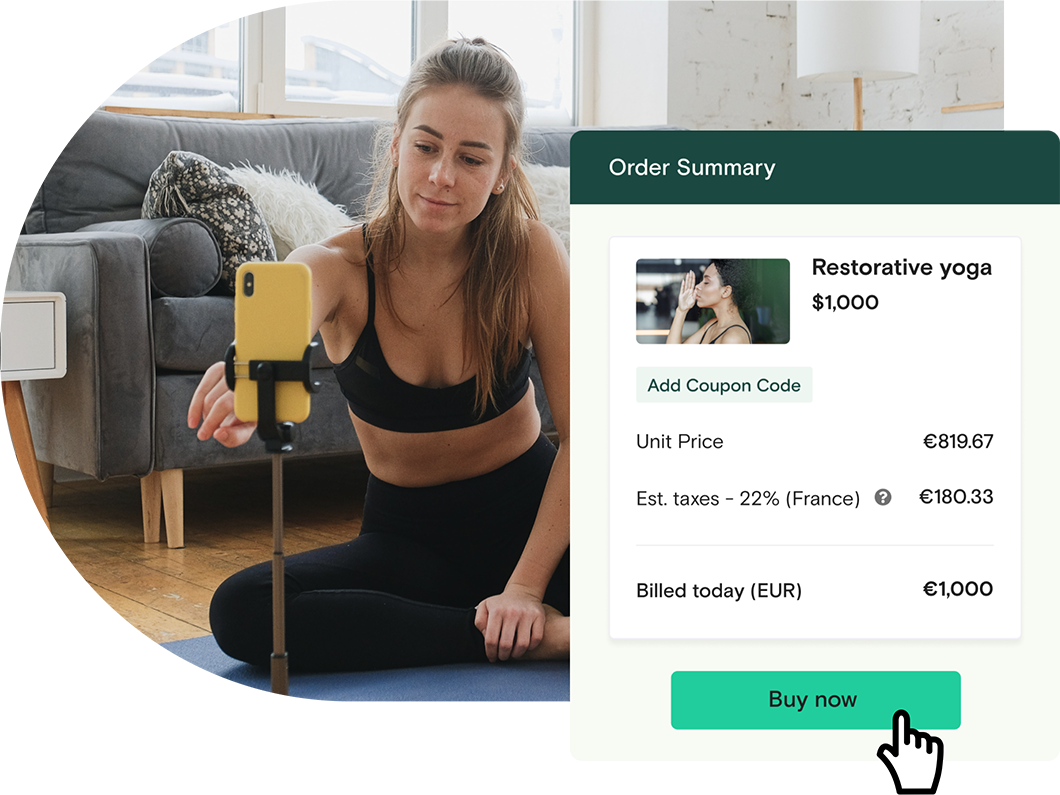 Order Summary
Restorative yoga
$1,000
Add Coupon Code
Unit Price €819.67
Est. taxes - 22% (France) ? €180.33
Billed today (EUR) €1,000
Buy now